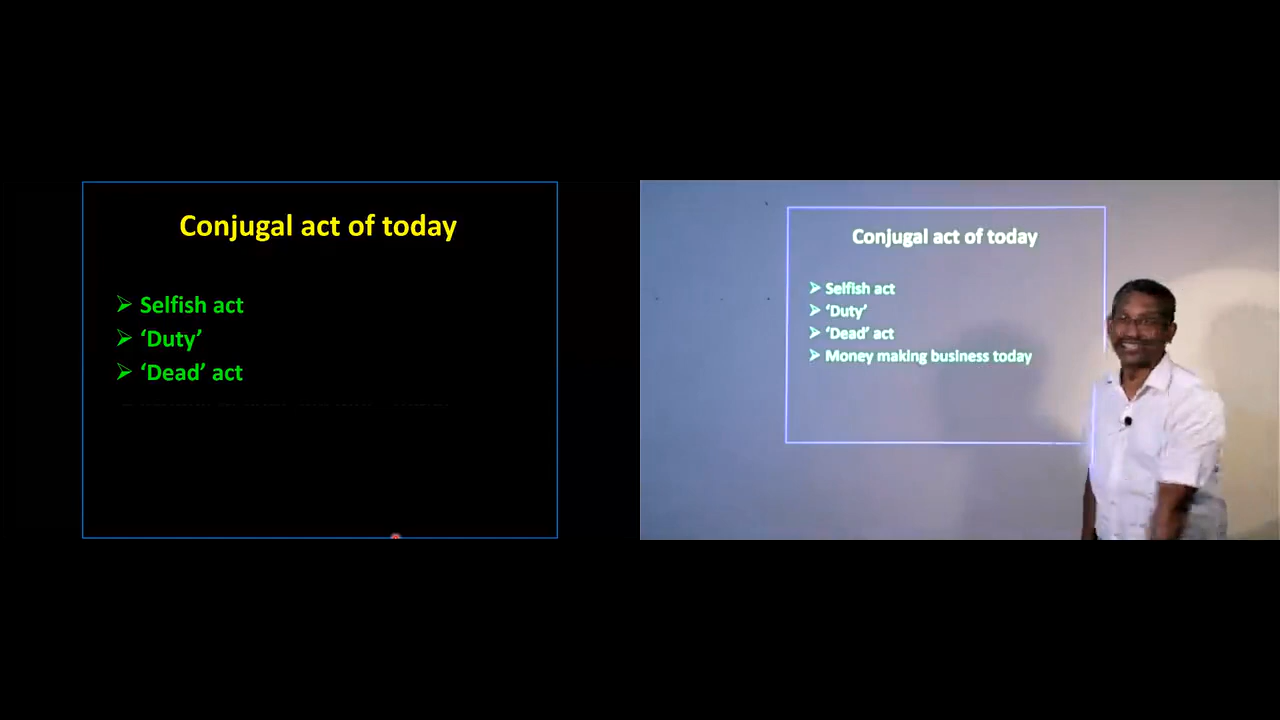 Conjugal act of today
➢ Selfish act
➢ ‘Duty’
➢ ‘Dead’ act
Conjugal act of today
➢ Selfish act
➢ ‘Duty’
➢ ‘Dead’ act
➢ Money making business today